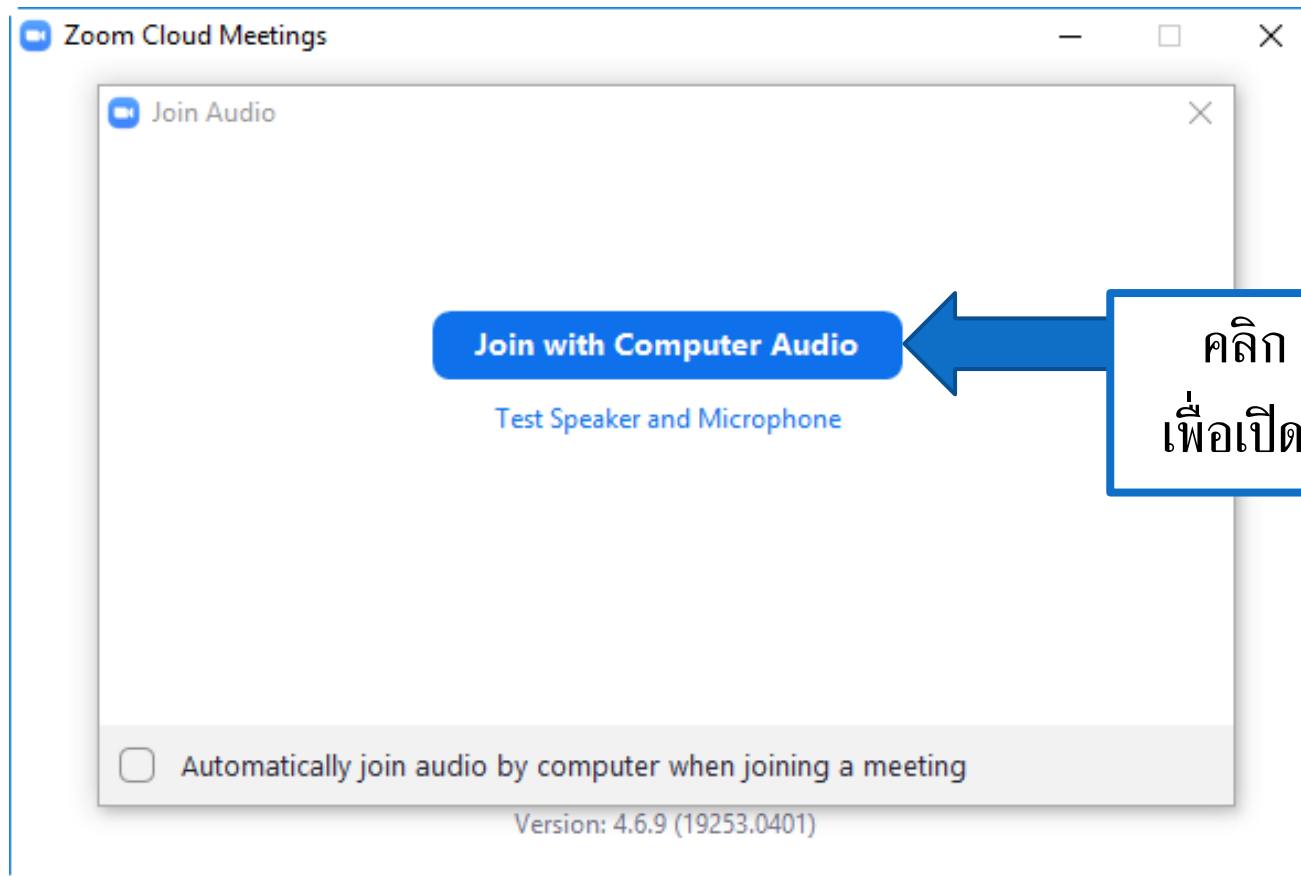 Zoom Cloud Meetings
Join Audio
Join with Computer Audio
คลิก
Test Speaker and Microphone
เพื่อเปิด
Automatically join audio by computer when joining a meeting
Version: 4.6.9 (19253.0401)